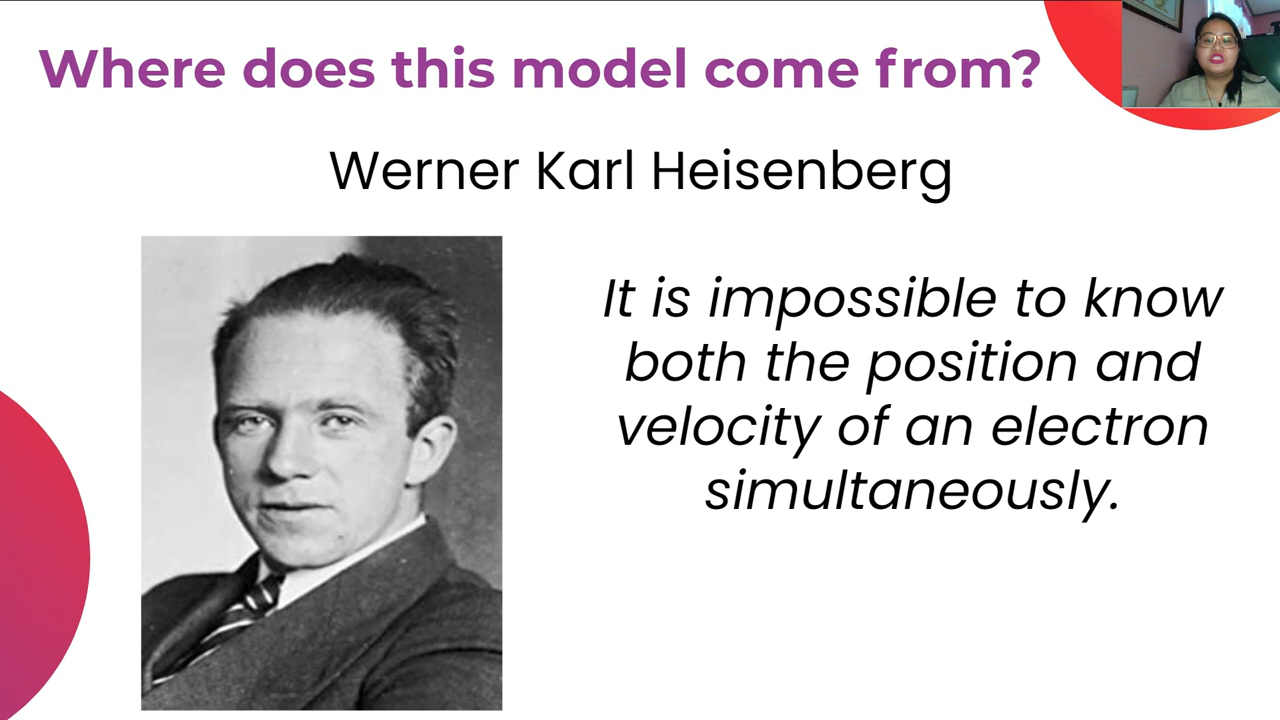 Where does this model come from?
Werner Karl Heisenberg
It is impossible to know
both the position and
velocity of an electron
simultaneously.